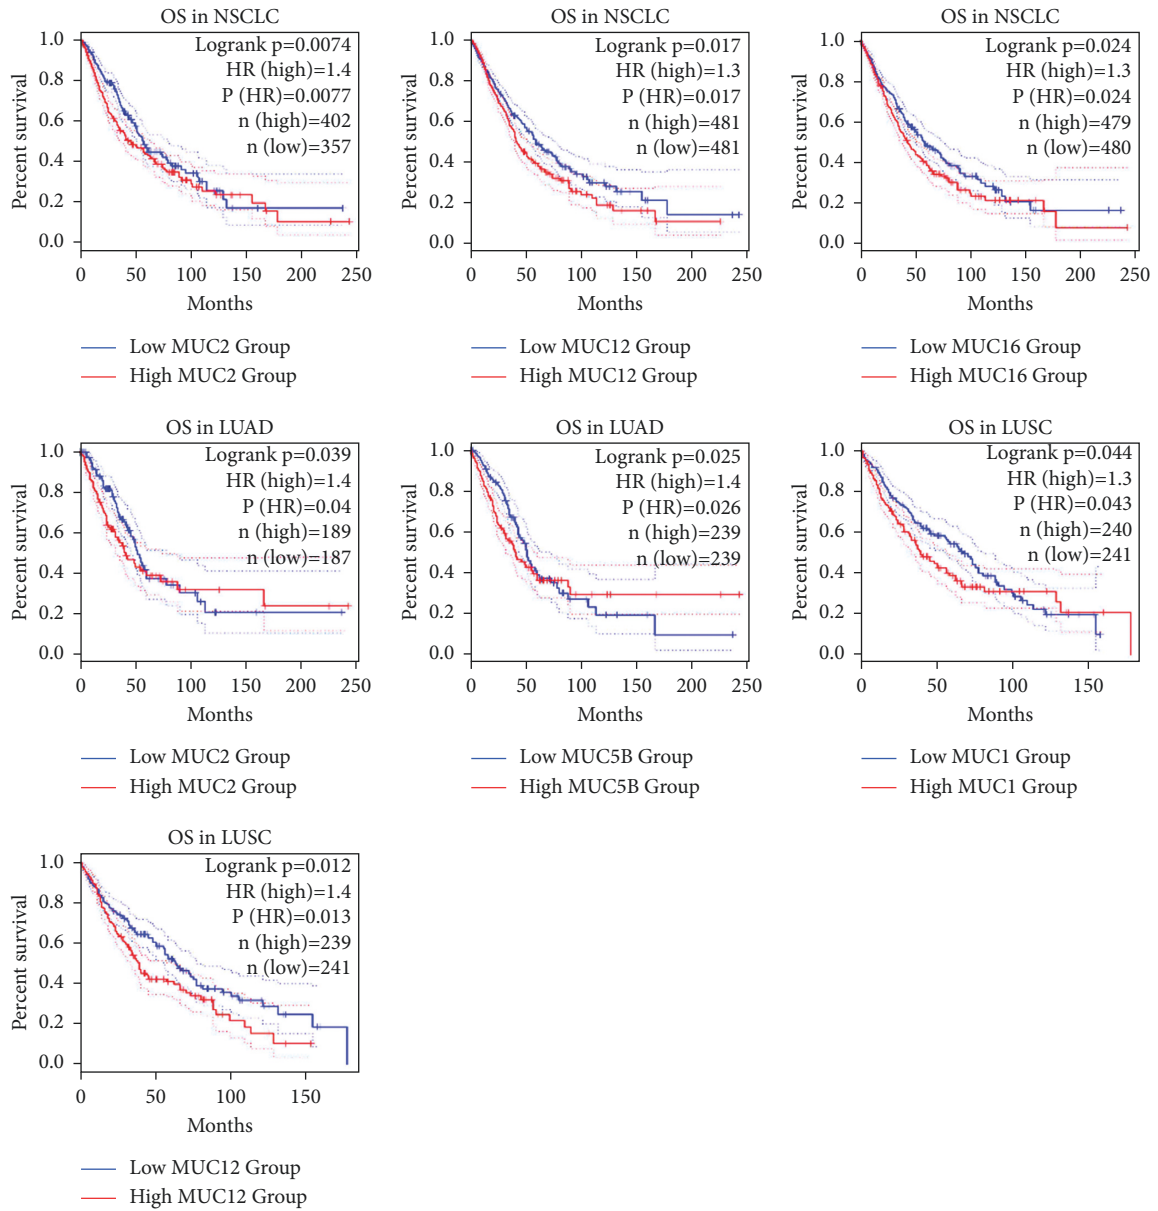 OS in NSCLC
Percent survival
1.0
0.8
0.6
0.4
0.2
0.0
Logrank p=0.0074
HR (high)=1.4
P (HR)=0.0077
n (high)=402
n (low)=357
0 50 100 150 200 250
Months
Low MUC2 Group
High MUC2 Group
OS in NSCLC
Percent survival
1.0
0.8
0.6
0.4
0.2
0.0
Logrank p=0.017
HR (high)=1.3
P (HR)=0.017
n (high)=481
n (low)=481
0 50 100 150 200 250
Months
Low MUC12 Group
High MUC12 Group
OS in NSCLC
Percent survival
1.0
0.8
0.6
0.4
0.2
0.0
Logrank p=0.024
HR (high)=1.3
P (HR)=0.024
n (high)=479
n (low)=480
0 50 100 150 200 250
Months
Low MUC16 Group
High MUC16 Group
OS in LUAD
Percent survival
1.0
0.8
0.6
0.4
0.2
0.0
Logrank p=0.039
HR (high)=1.4
P (HR)=0.04
n (high)=189
n (low)=187
0 50 100 150 200 250
Months
Low MUC2 Group
High MUC2 Group
OS in LUAD
Percent survival
1.0
0.8
0.6
0.4
0.2
0.0
Logrank p=0.025
HR (high)=1.4
P (HR)=0.026
n (high)=239
n (low)=239
0 50 100 150 200 250
Months
Low MUC5B Group
High MUC5B Group
OS in LUSC
Percent survival
1.0
0.8
0.6
0.4
0.2
0.0
Logrank p=0.044
HR (high)=1.3
P (HR)=0.043
n (high)=240
n (low)=241
0 50 100 150
Months
Low MUC1 Group
High MUC1 Group
OS in LUSC
Percent survival
1.0
0.8
0.6
0.4
0.2
0.0
Logrank p=0.012
HR (high)=1.4
P (HR)=0.013
n (high)=239
n (low)=241
0 50 100 150
Months
Low MUC12 Group
High MUC12 Group